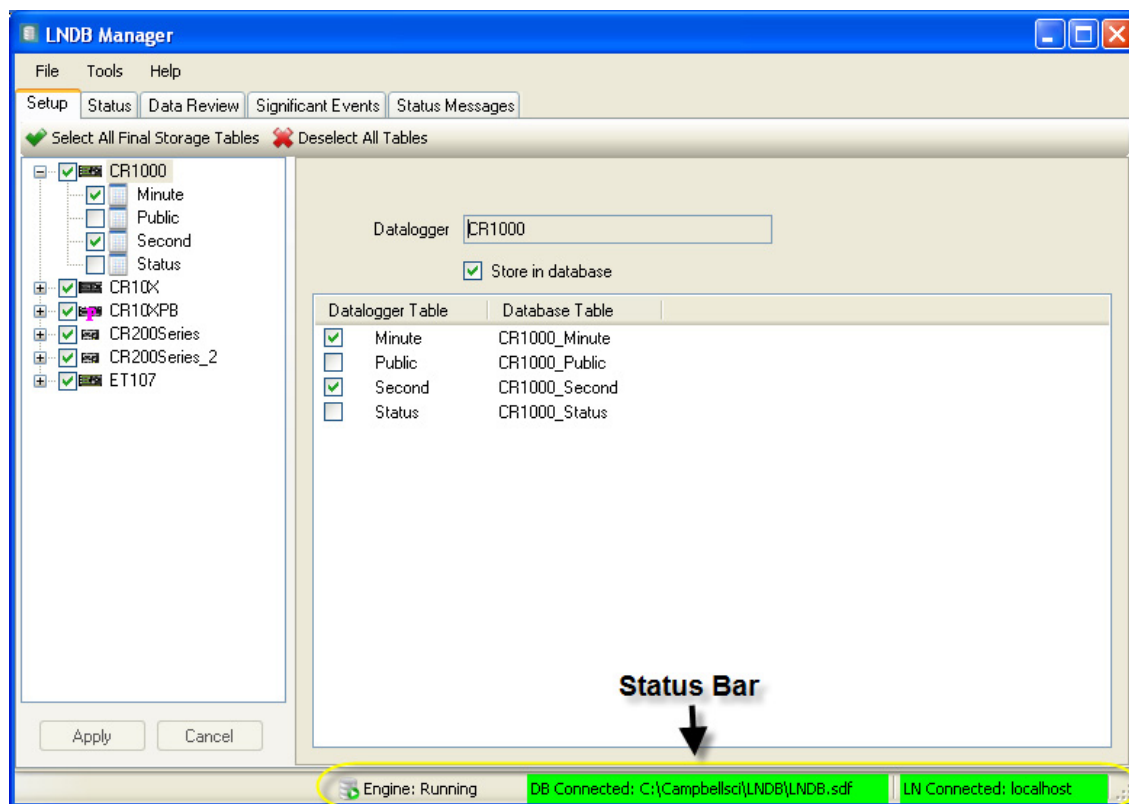 LNDB Manager
File Tools Help
Setup Status Data Review Significant Events Status Messages
Select All Final Storage Tables Deselect All Tables
CR1000
Minute
Public
Second
Status
CR10X
CR10XPB
CR200Series
CR200Series_2
ET107
Datalogger CR1000
Store in database
Datalogger Table Database Table
Minute CR1000_Minute
Public CR1000_Public
Second CR1000_Second
Status CR1000_Status
Status Bar
Apply Cancel
Engine: Running DB Connected: C:\Campbellsci\LNDB\LNDB.sdf LN Connected: localhost